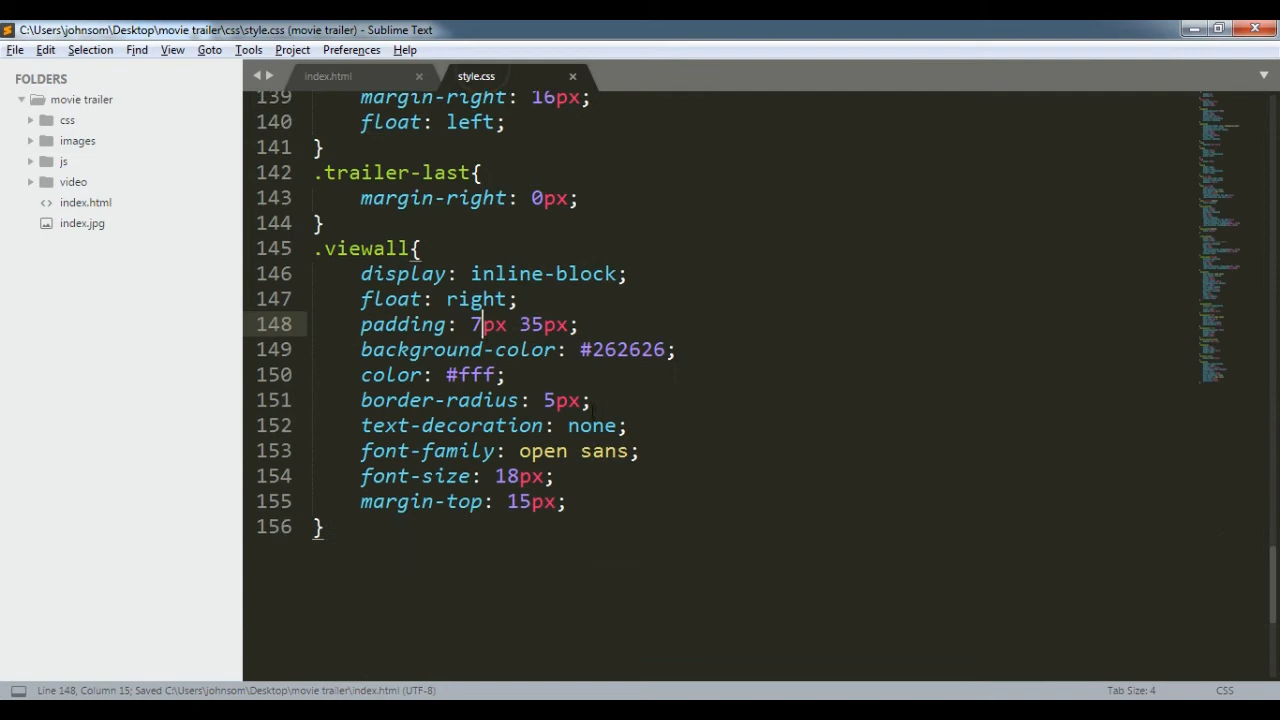 C:\Users\johnsom\Desktop\movie trailer\css\style.css (movie trailer) - Sublime Text
File Edit Selection Find View Goto Tools Project Preferences Help
FOLDERS
movie trailer
css
images
js
video
index.html
index.jpg
index.html × style.css ×
139 margin-right: 16px;
140 float: left;
141 }
142 .trailer-last{
143 margin-right: 0px;
144 }
145 .viewall{
146 display: inline-block;
147 float: right;
148 padding: 7px 35px;
149 background-color: #262626;
150 color: #fff;
151 border-radius: 5px;
152 text-decoration: none;
153 font-family: open sans;
154 font-size: 18px;
155 margin-top: 15px;
156 }
Line 148, Column 15; Saved C:\Users\johnsom\Desktop\movie trailer\index.html (UTF-8) Tab Size: 4 CSS